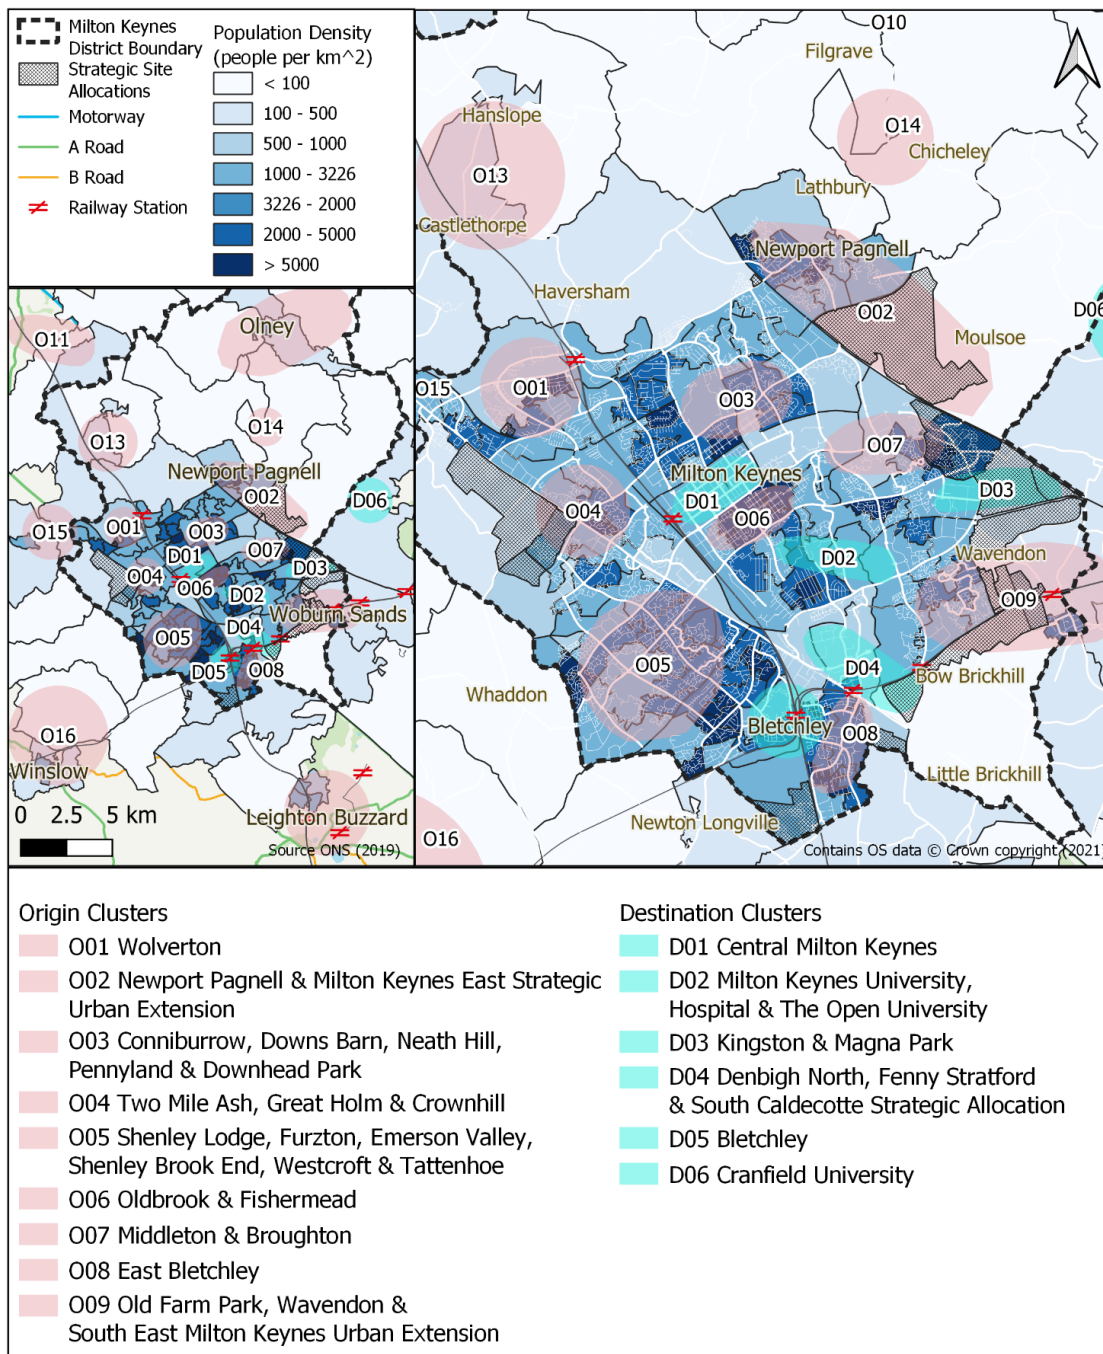 Milton Keynes
District Boundary
Strategic Site
Allocations
Motorway
A Road
B Road
Railway Station
Population Density
(people per km^2)
< 100
100 - 500
500 - 1000
1000 - 3226
3226 - 2000
2000 - 5000
> 5000
O11
Olney
O13
O14
Newport Pagnell
O02
D06
O15
O01
O03
D01
O07
D03
O04
O06
D02
Woburn Sands
O05
D04
D05
O08
O16
Winslow
0 2.5 5 km
Leighton Buzzard
Source ONS (2019)
O10
Filgrave
Hanslope
O14
Chicheley
O13
Lathbury
Castlethorpe
Newport Pagnell
Haversham
O02
D06
Moulsoe
O01
O15
O03
O07
Milton Keynes
D01
D03
O04
O06
D02
Wavendon
O09
O05
D04
Bow Brickhill
Whaddon
Bletchley
O08
Little Brickhill
Newton Longville
O16
Contains OS data © Crown copyright (2021)
Origin Clusters
O01 Wolverton
O02 Newport Pagnell & Milton Keynes East Strategic
Urban Extension
O03 Conniburrow, Downs Barn, Neath Hill,
Pennyland & Downhead Park
O04 Two Mile Ash, Great Holm & Crownhill
O05 Shenley Lodge, Furzton, Emerson Valley,
Shenley Brook End, Westcroft & Tattenhoe
O06 Oldbrook & Fishermead
O07 Middleton & Broughton
O08 East Bletchley
O09 Old Farm Park, Wavendon &
South East Milton Keynes Urban Extension
Destination Clusters
D01 Central Milton Keynes
D02 Milton Keynes University,
Hospital & The Open University
D03 Kingston & Magna Park
D04 Denbigh North, Fenny Stratford
& South Caldecotte Strategic Allocation
D05 Bletchley
D06 Cranfield University